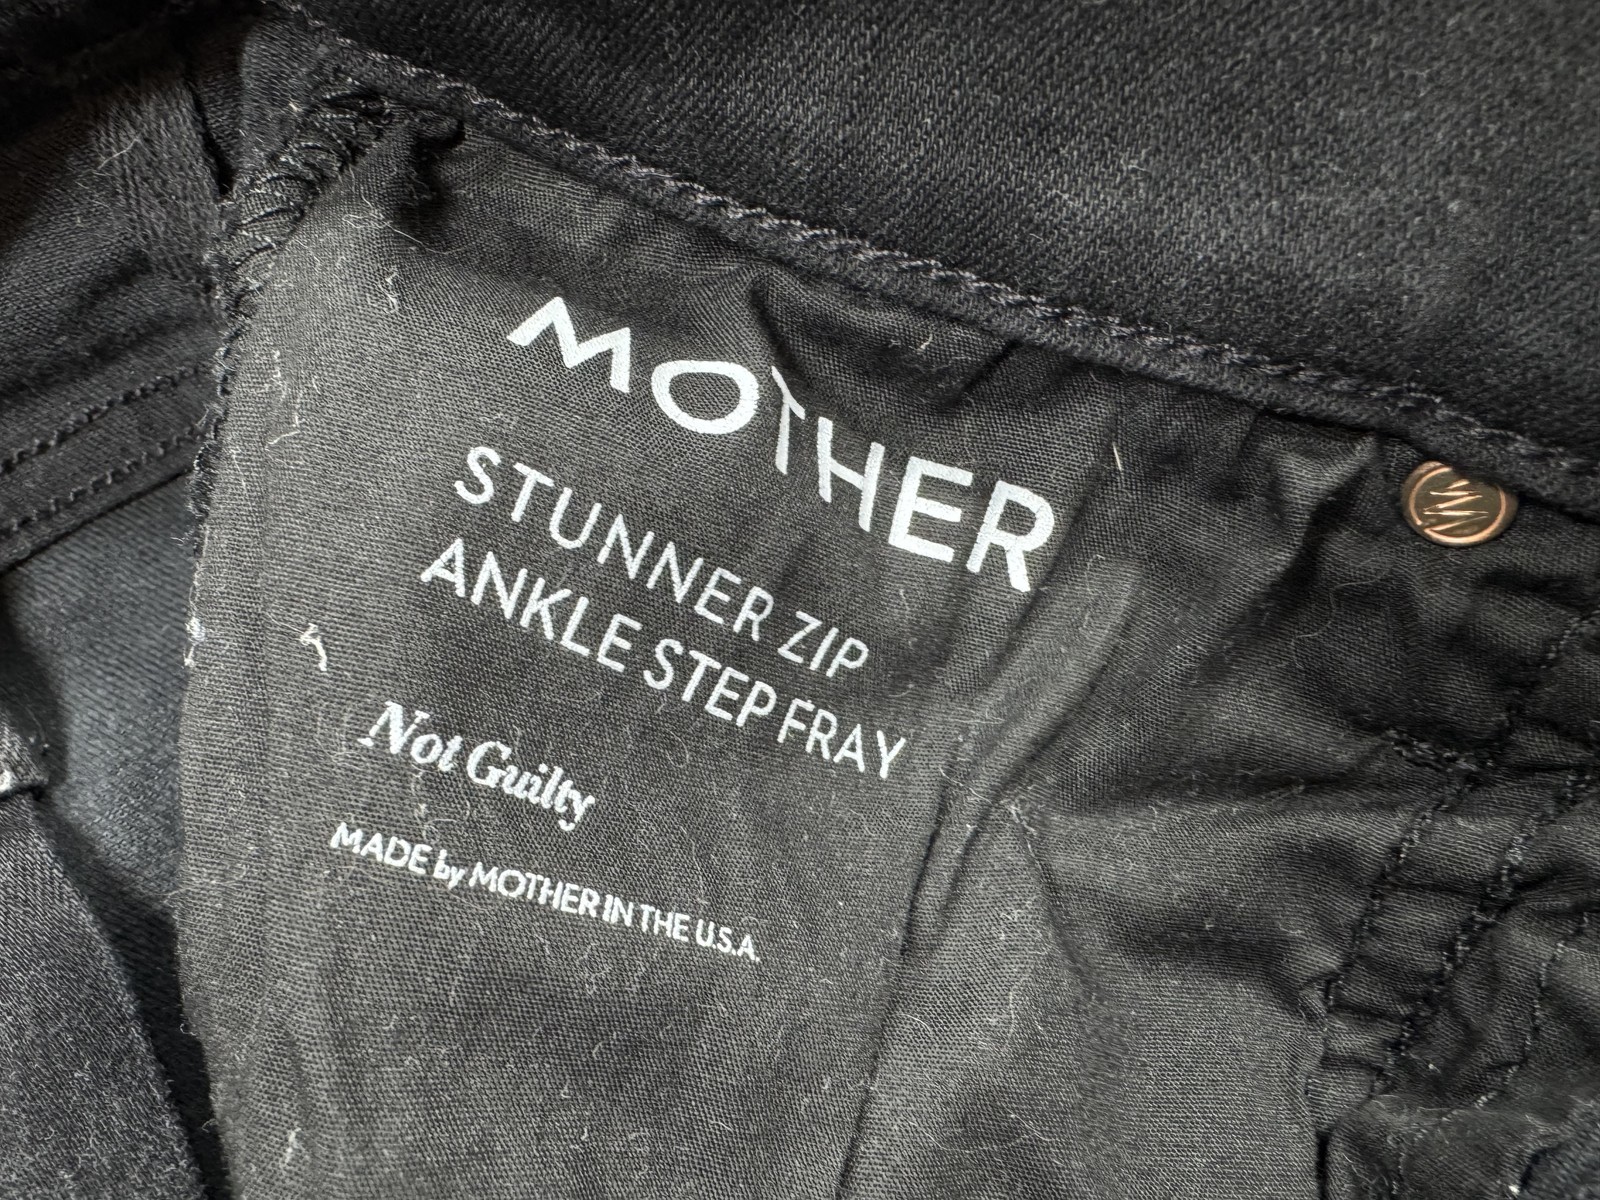 MOTHER
STUNNER ZIP
ANKLE STEP FRAY
Not Guilty
MADE by MOTHER IN THE U.S.A.